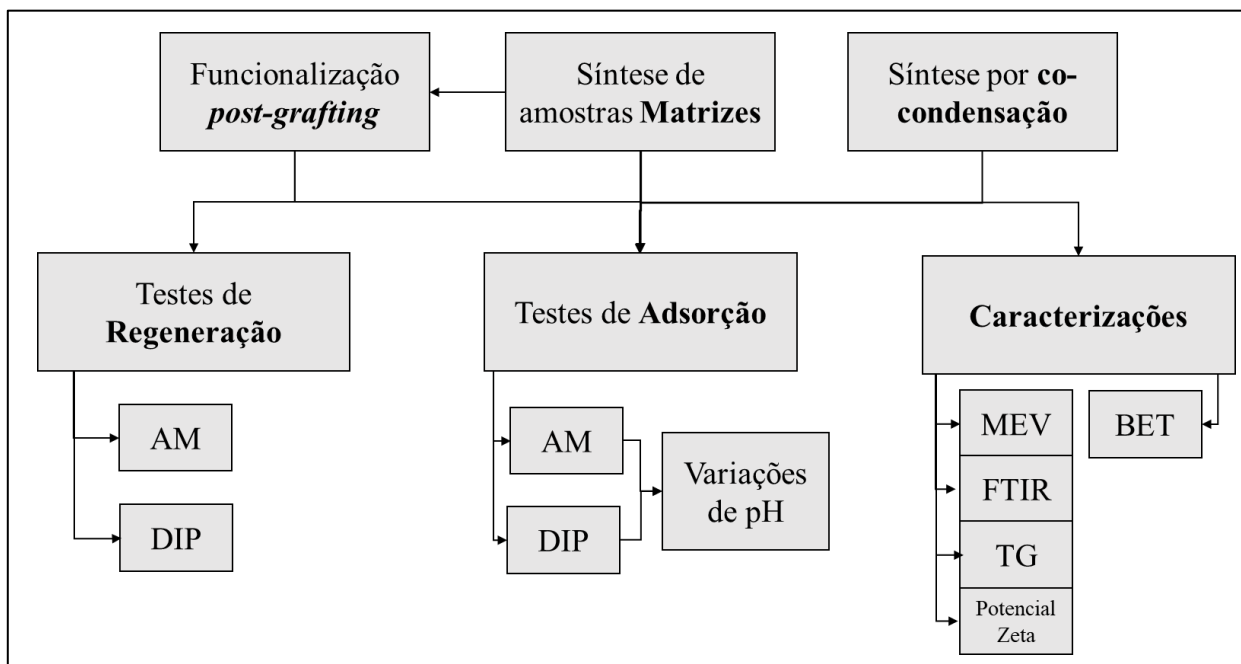 Funcionalização
post-grafting
Síntese de
amostras Matrizes
Síntese por co-
condensação
Testes de
Regeneração
Testes de Adsorção
Caracterizações
AM
DIP
AM
DIP
Variações
de pH
MEV
FTIR
TG
Potencial
Zeta
BET